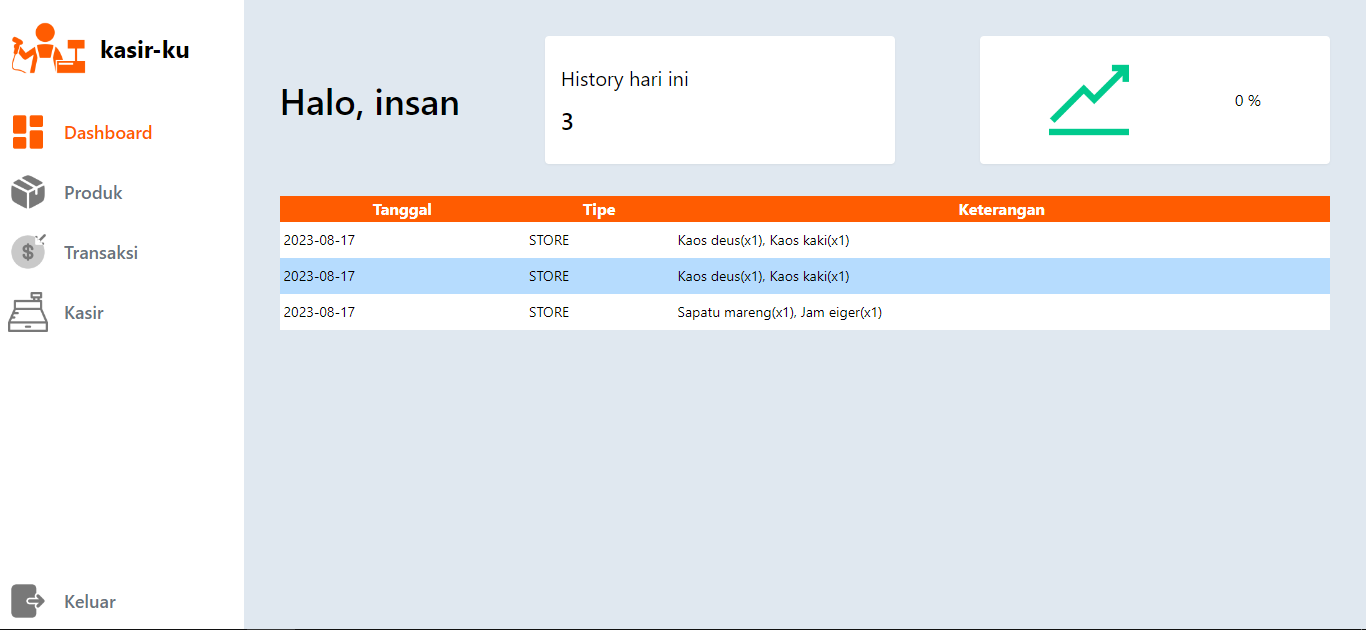 kasir-ku
Dashboard
Produk
$ Transaksi
Kasir
Keluar
Halo, insan
History hari ini
3
0 %
Tanggal Tipe Keterangan
2023-08-17 STORE Kaos deus(x1), Kaos kaki(x1)
2023-08-17 STORE Kaos deus(x1), Kaos kaki(x1)
2023-08-17 STORE Sapatu mareng(x1), Jam eiger(x1)